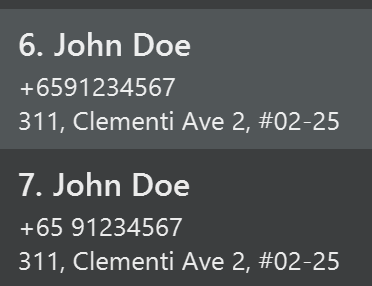 6. John Doe
+6591234567
311, Clementi Ave 2, #02-25
7. John Doe
+65 91234567
311, Clementi Ave 2, #02-25